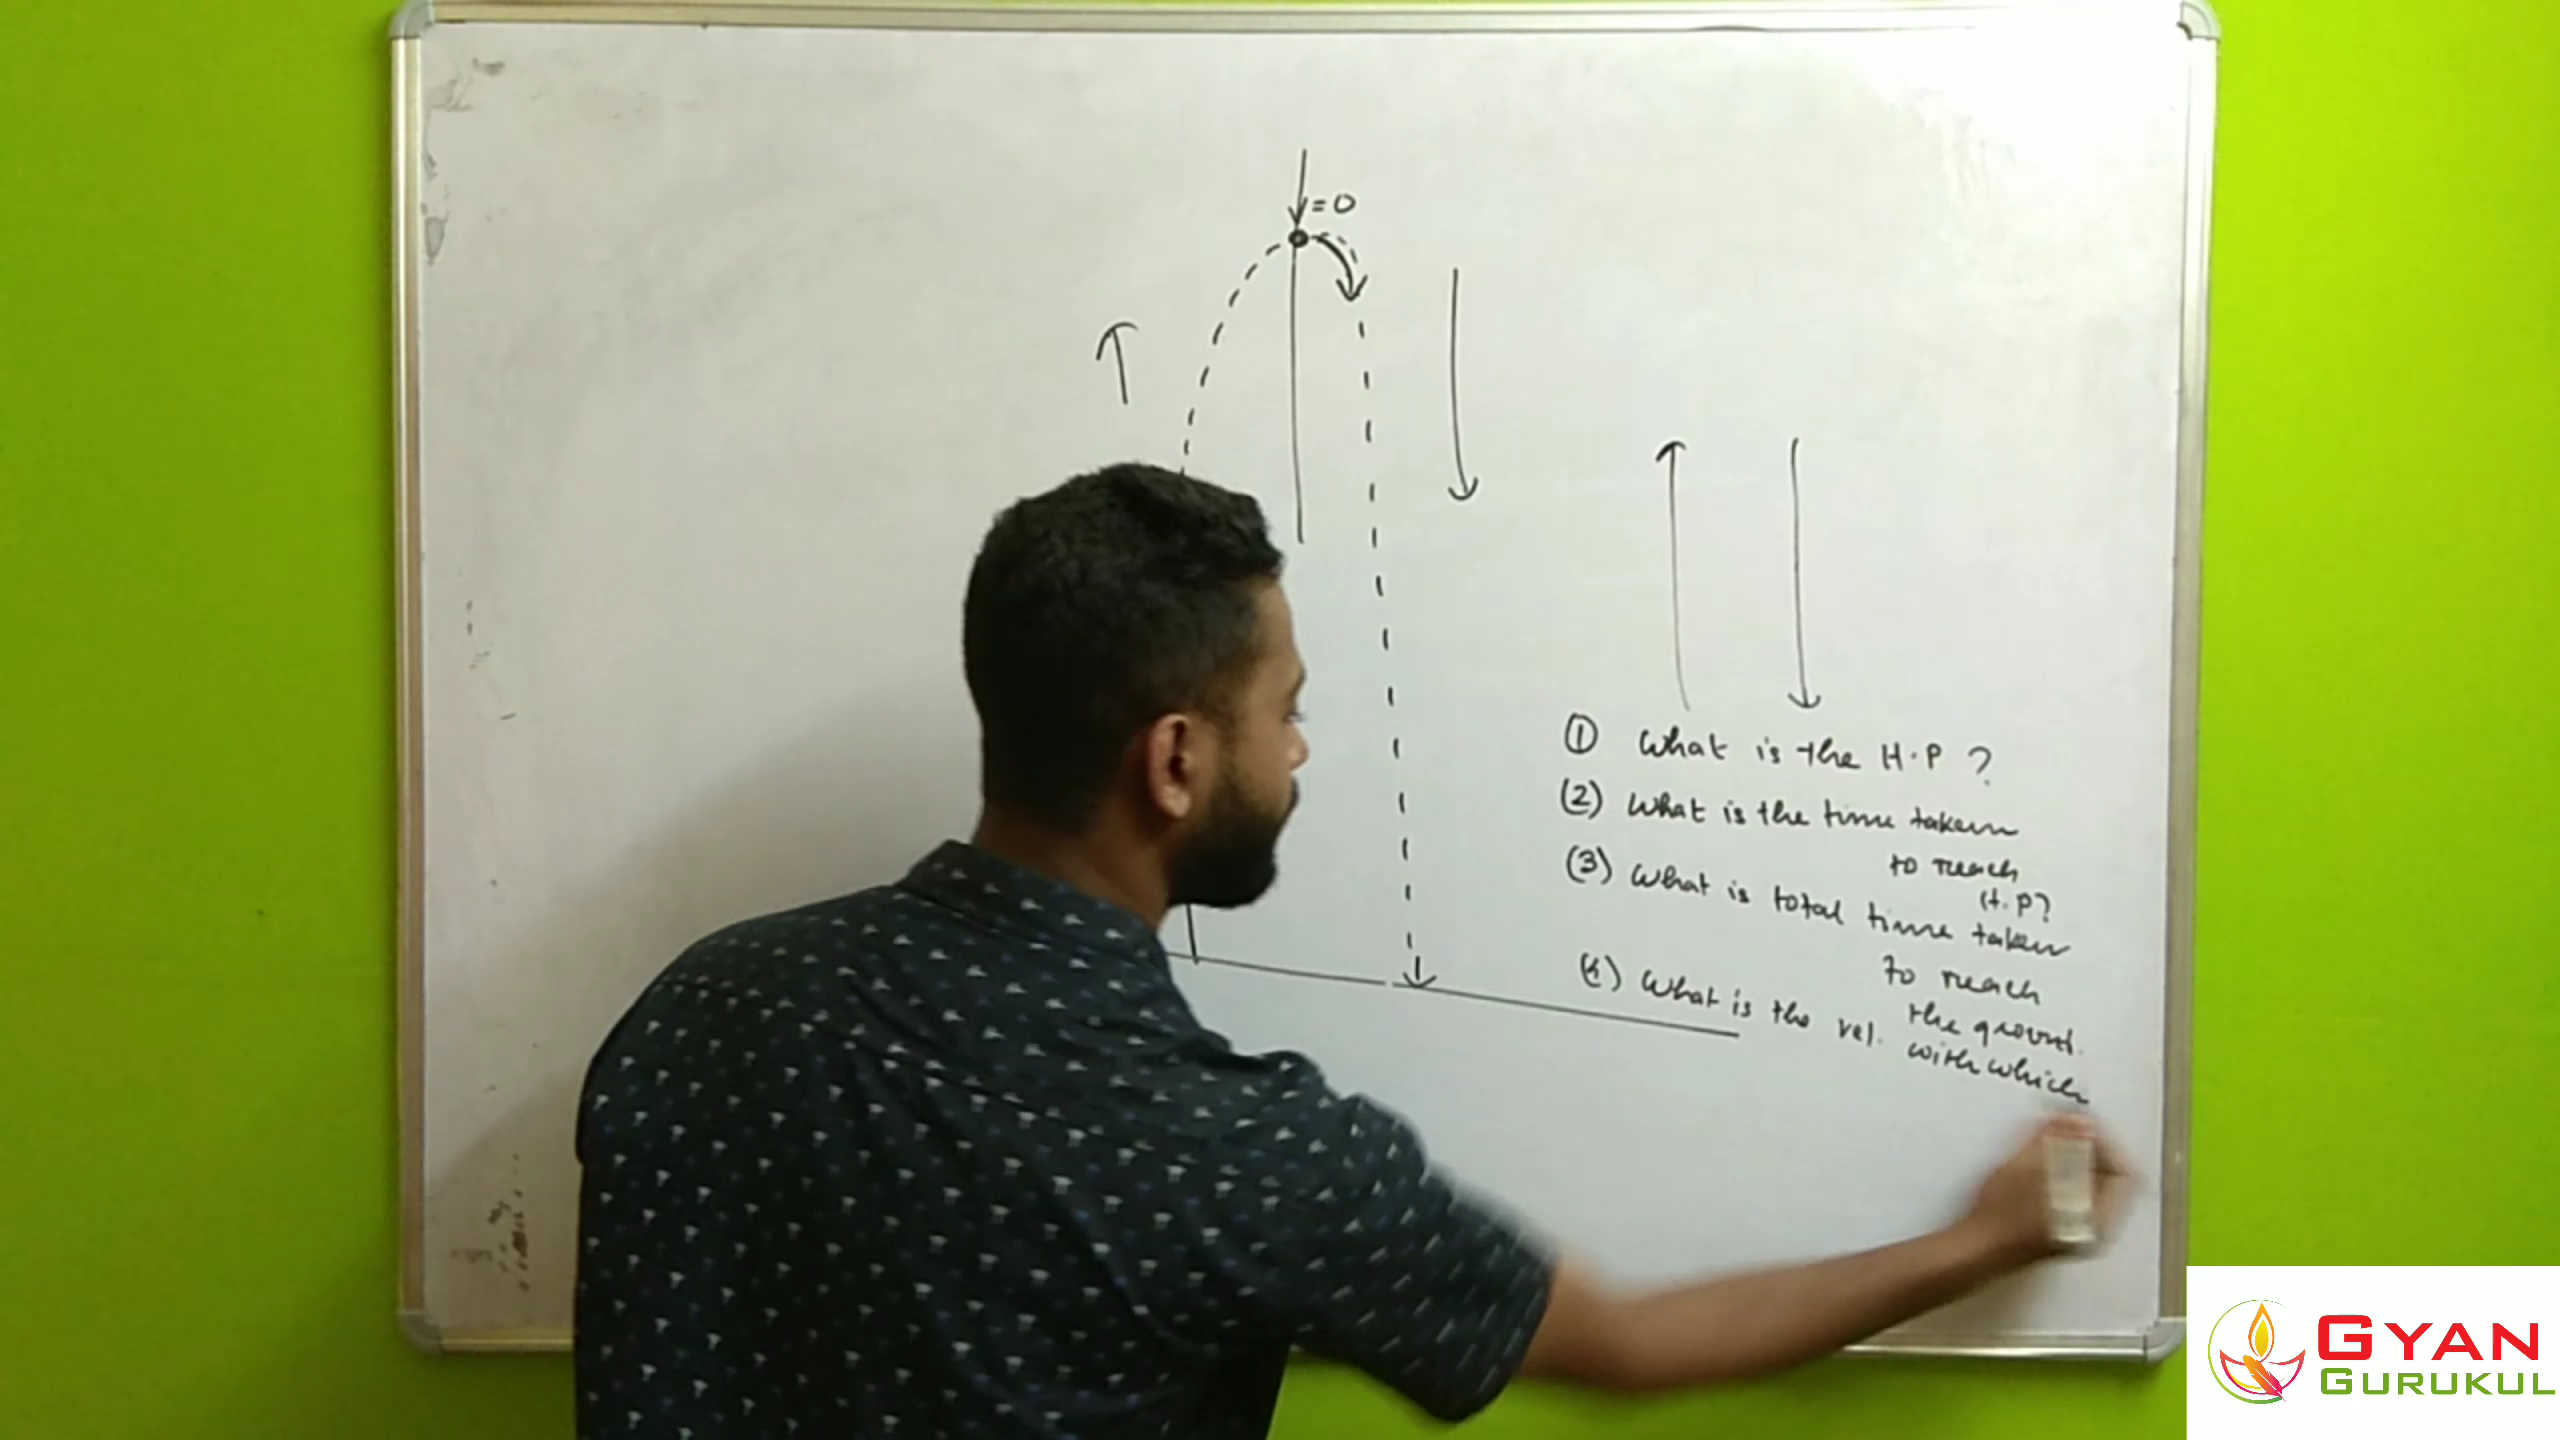 =0
① What is the H.P ?
(2) What is the time taken
to reach
H.P?
(3) What is total time taken
to reach
the ground.
(4) What is the vel. with which
GYAN
GURUKUL